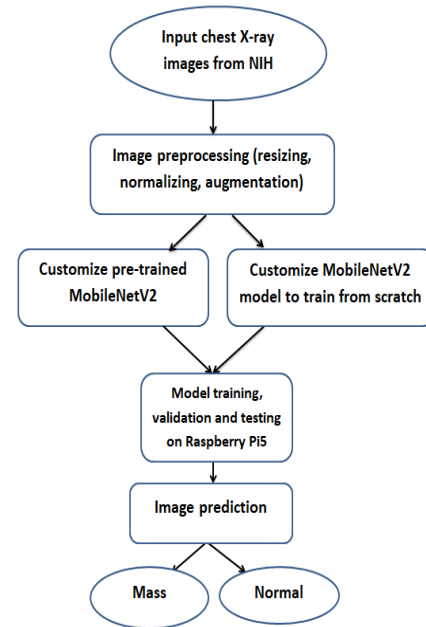 Input chest X-ray
images from NIH
Image preprocessing (resizing,
normalizing, augmentation)
Customize pre-trained
MobileNetV2
Customize MobileNetV2
model to train from scratch
Model training,
validation and testing
on Raspberry Pi5
Image prediction
Mass
Normal